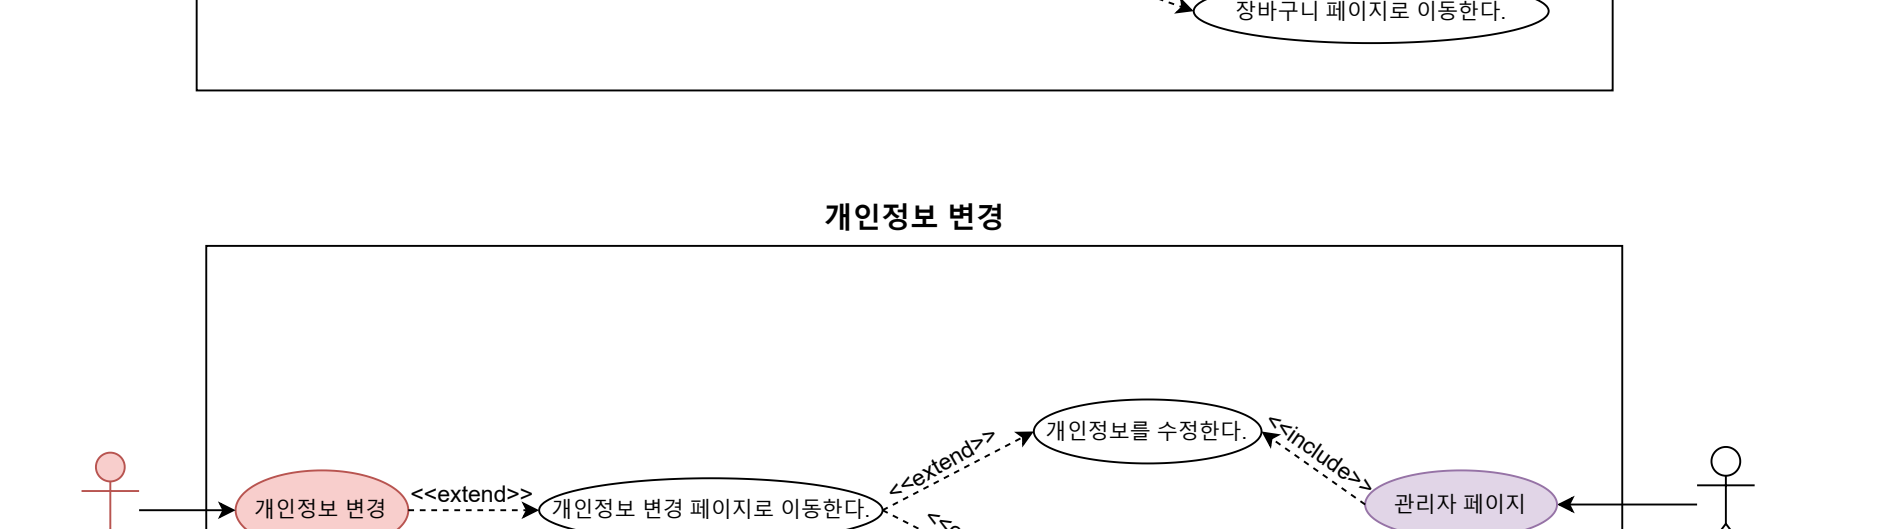 장바구니 페이지로 이동한다.
개인정보 변경
개인정보를 수정한다.
<<include>>
<<extend>>
개인정보 변경
<<extend>>
개인정보 변경 페이지로 이동한다.
관리자 페이지